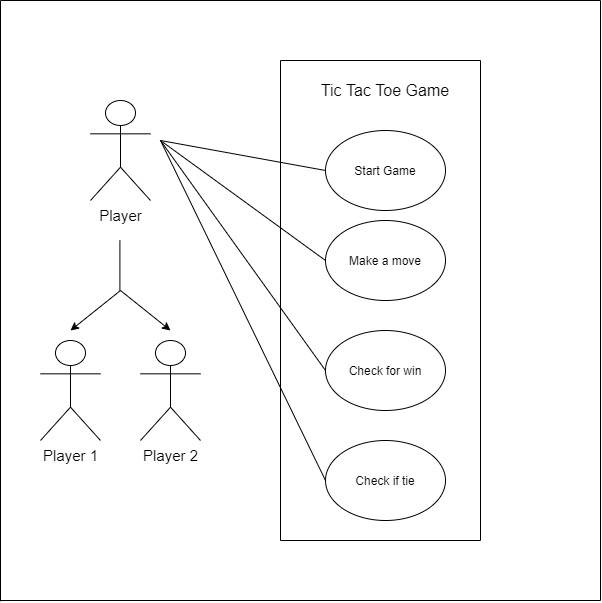 Tic Tac Toe Game
Start Game
Player
Make a move
Check for win
Player 1
Player 2
Check if tie